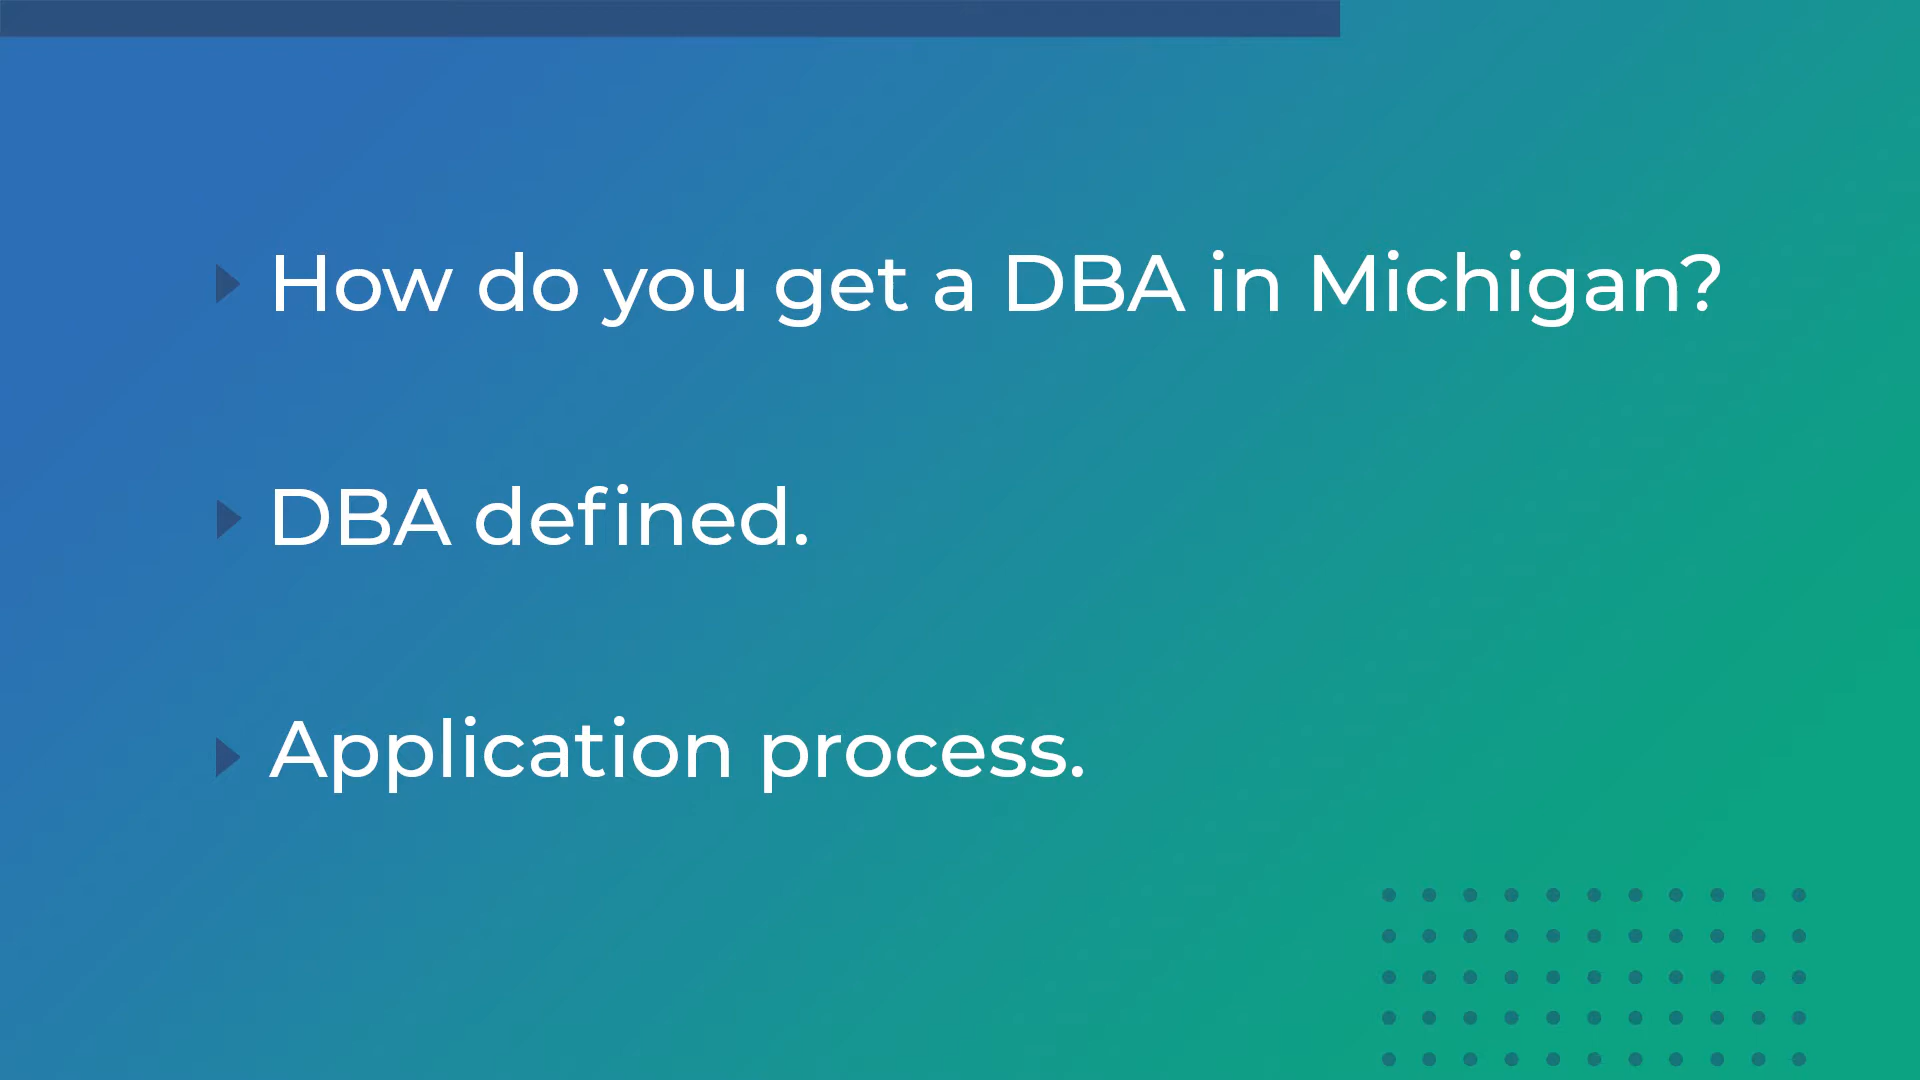 How do you get a DBA in Michigan?
DBA defined.
Application process.